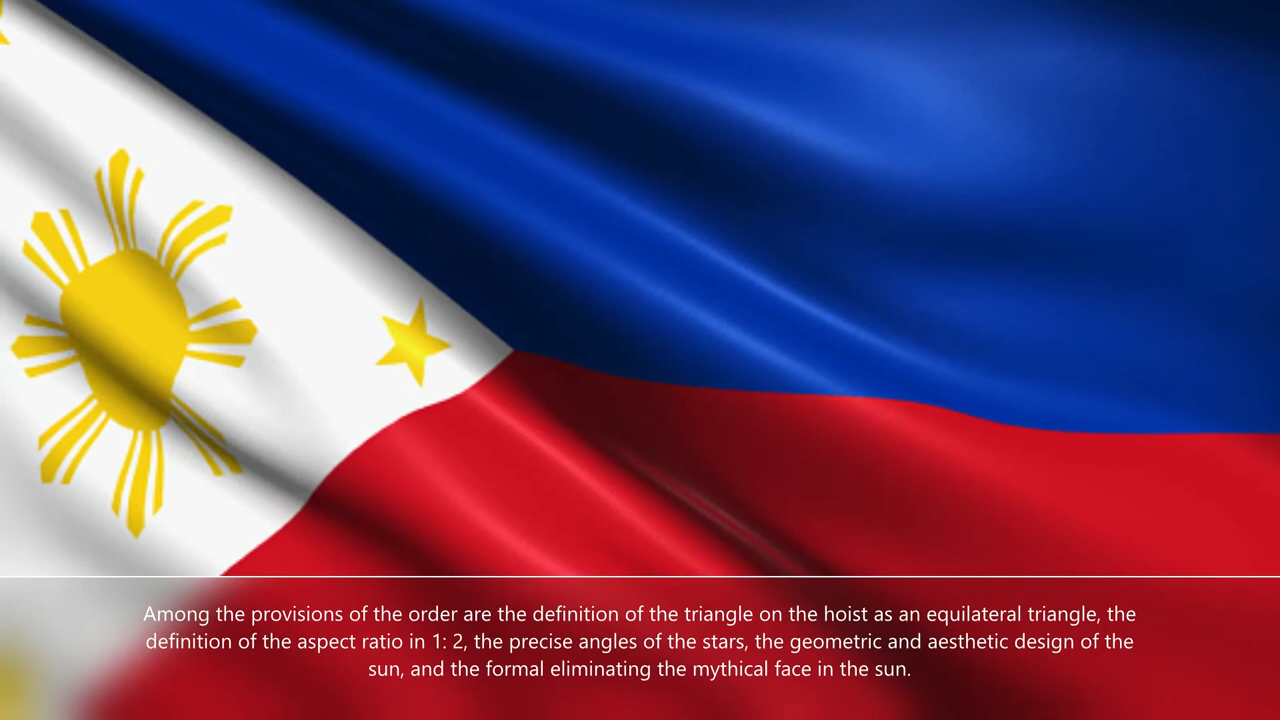 Among the provisions of the order are the definition of the triangle on the hoist as an equilateral triangle, the
definition of the aspect ratio in 1: 2, the precise angles of the stars, the geometric and aesthetic design of the
sun, and the formal eliminating the mythical face in the sun.